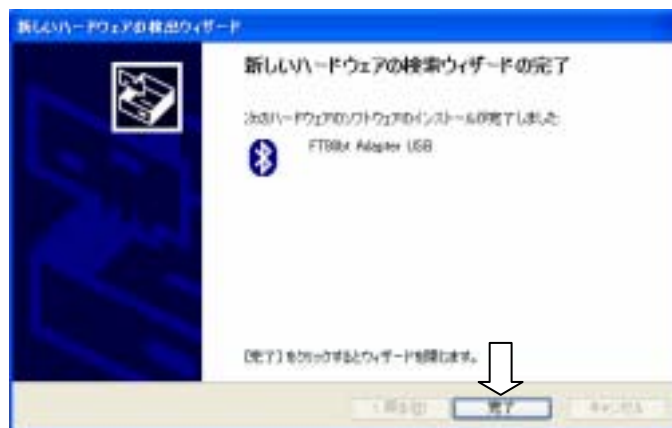 新しいハードウェアの検出ウィザード
新しいハードウェアの検索ウィザードの完了
次のハードウェアのソフトウェアのインストールが完了しました
Adapter USB
[完了] をクリックするとウィザードを閉じます。
< 戻る(B)
完了
キャンセル